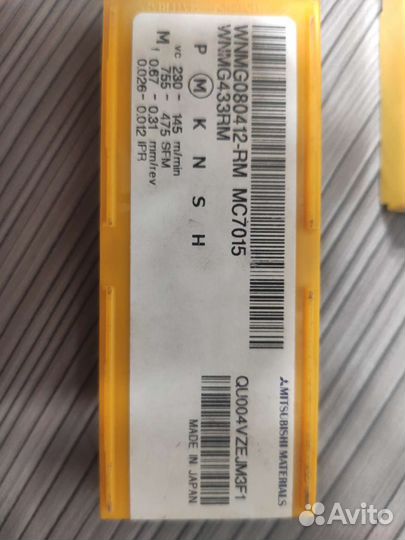 WNMG080412-RM MC7015
WNMG433RM
P M K N S H
vc 230 - 145 m/min
755 - 475 SFM
M f 0.67 - 0.31 mm/rev
0.026 - 0.012 IPR
MITSUBISHI MATERIALS
QU004VZEJM3F1
MADE IN JAPAN
Avito